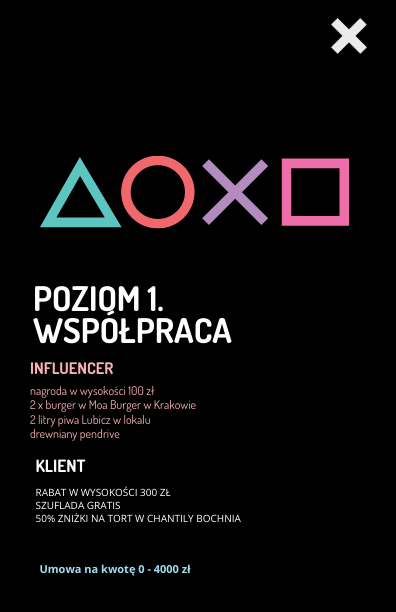 POZIOM 1.
WSPÓŁPRACA
INFLUENCER
nagroda w wysokości 100 zł
2 x burger w Moa Burger w Krakowie
2 litry piwa Lubicz w lokalu
drewniany pendrive
KLIENT
RABAT W WYSOKOŚCI 300 ZŁ
SZUFLADA GRATIS
50% ZNIŻKI NA TORT W CHANTILY BOCHNIA
Umowa na kwotę 0 - 4000 zł